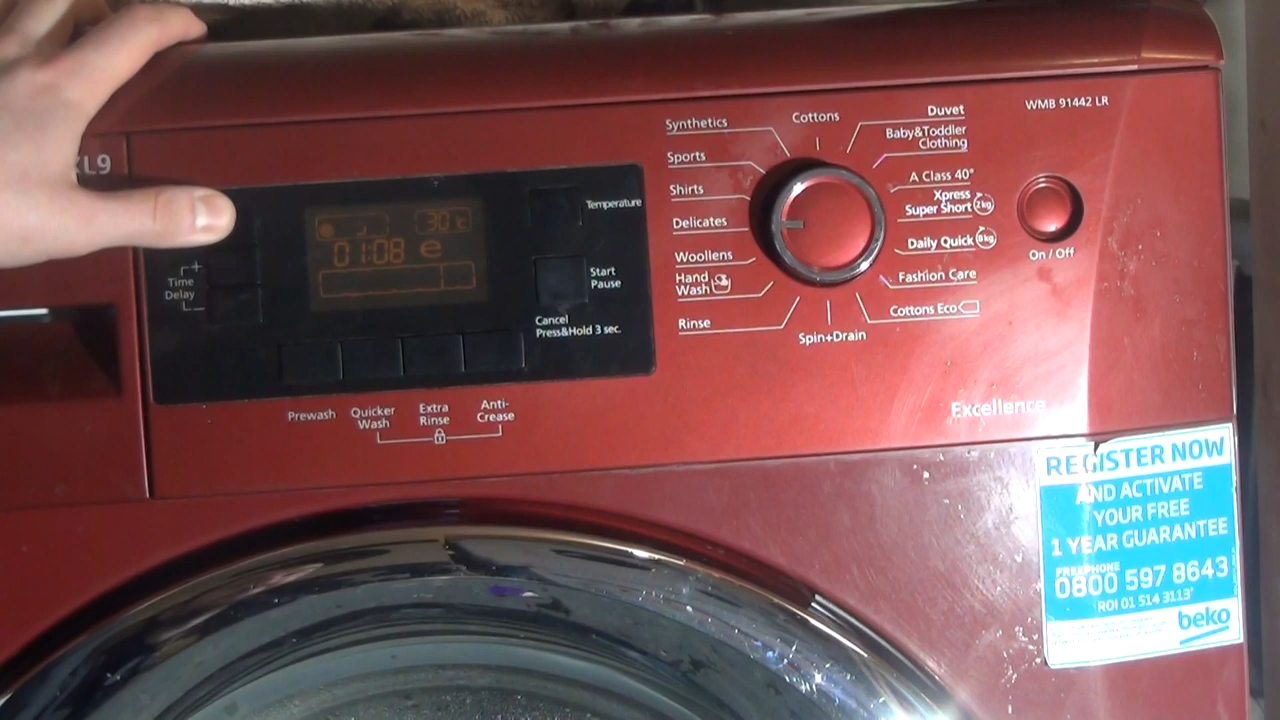 XL9
Time
Delay
30 c
01:08 e
Temperature
Start
Pause
Cancel
Press&Hold 3 sec.
Prewash
Quicker
Wash
Extra
Rinse
Anti-
Crease
Synthetics
Sports
Shirts
Delicates
Woollens
Hand
Wash
Rinse
Cottons
Spin+Drain
Duvet
Baby&Toddler
Clothing
A Class 40°
Xpress
Super Short 2kg
Daily Quick 8kg
Fashion Care
Cottons Eco
WMB 91442 LR
On / Off
Excellence
REGISTER NOW
AND ACTIVATE
YOUR FREE
1 YEAR GUARANTEE
FREEPHONE
0800 597 8643
ROI 01 514 3113*
beko